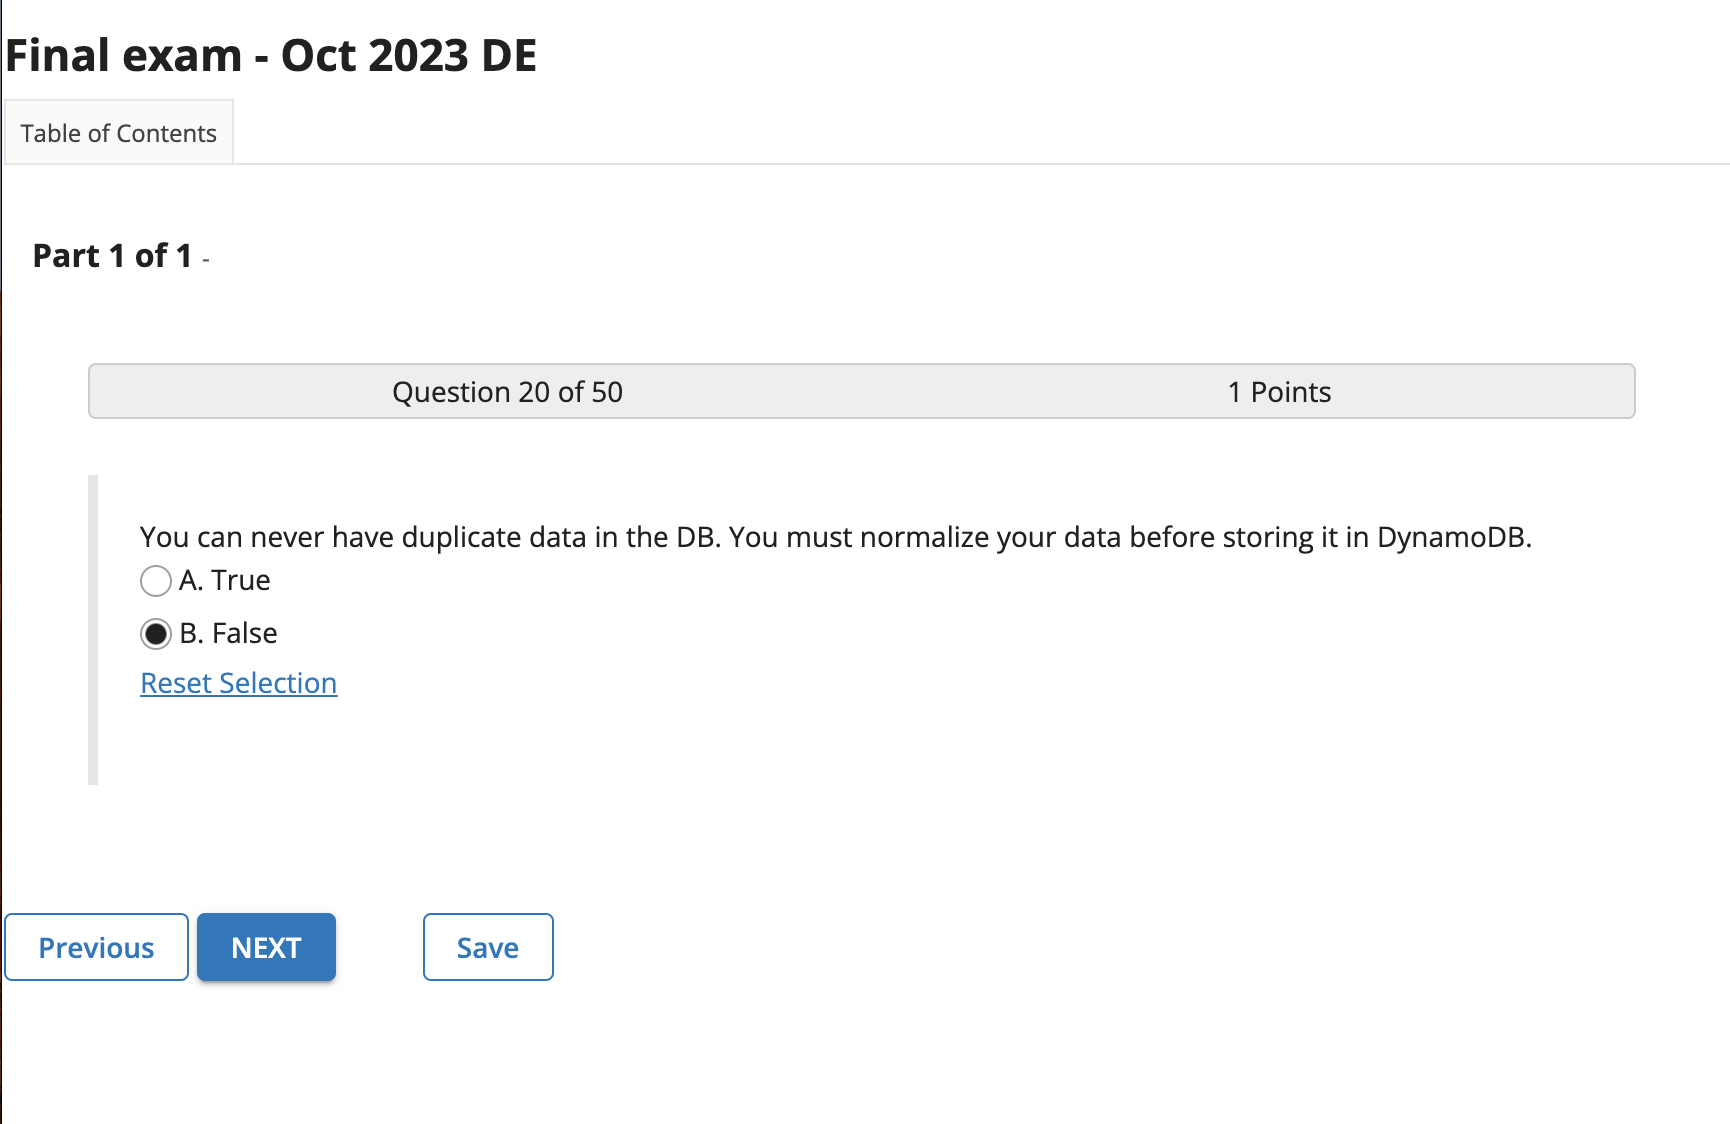 Final exam - Oct 2023 DE
Table of Contents
Part 1 of 1 -
Question 20 of 50 1 Points
You can never have duplicate data in the DB. You must normalize your data before storing it in DynamoDB.
A. True
B. False
Reset Selection
Previous NEXT Save